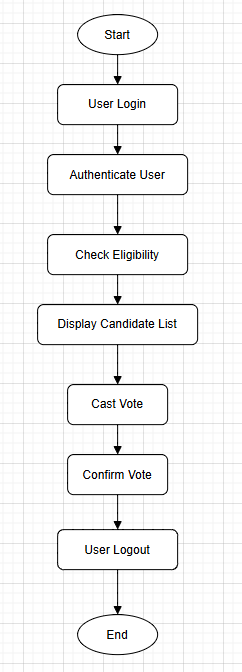 Start
User Login
Authenticate User
Check Eligibility
Display Candidate List
Cast Vote
Confirm Vote
User Logout
End